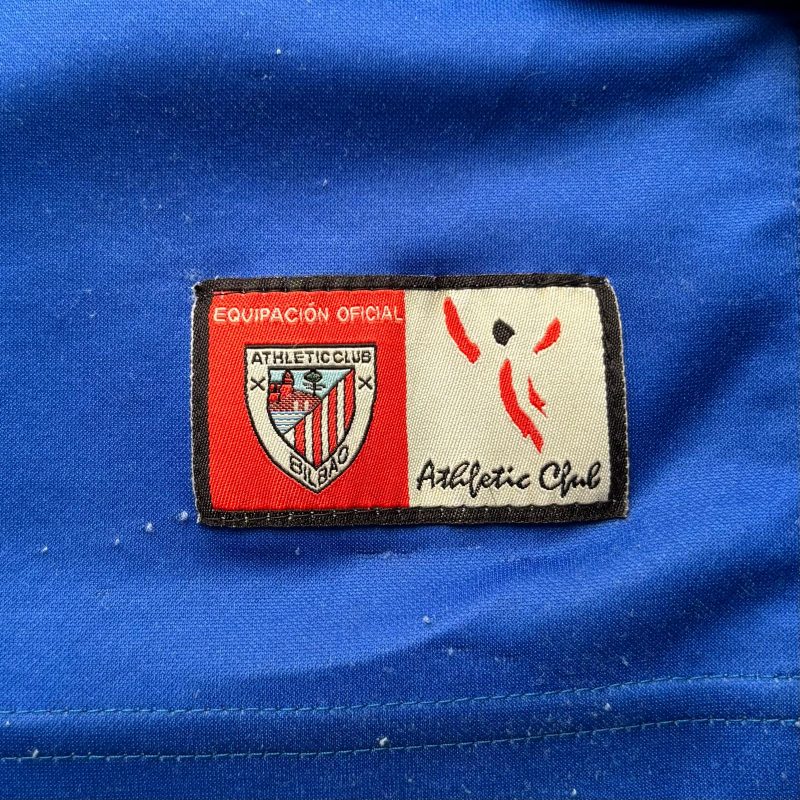 EQUIPACIÓN OFICIAL
ATHLETIC CLUB
BILBAO
Athletic Club